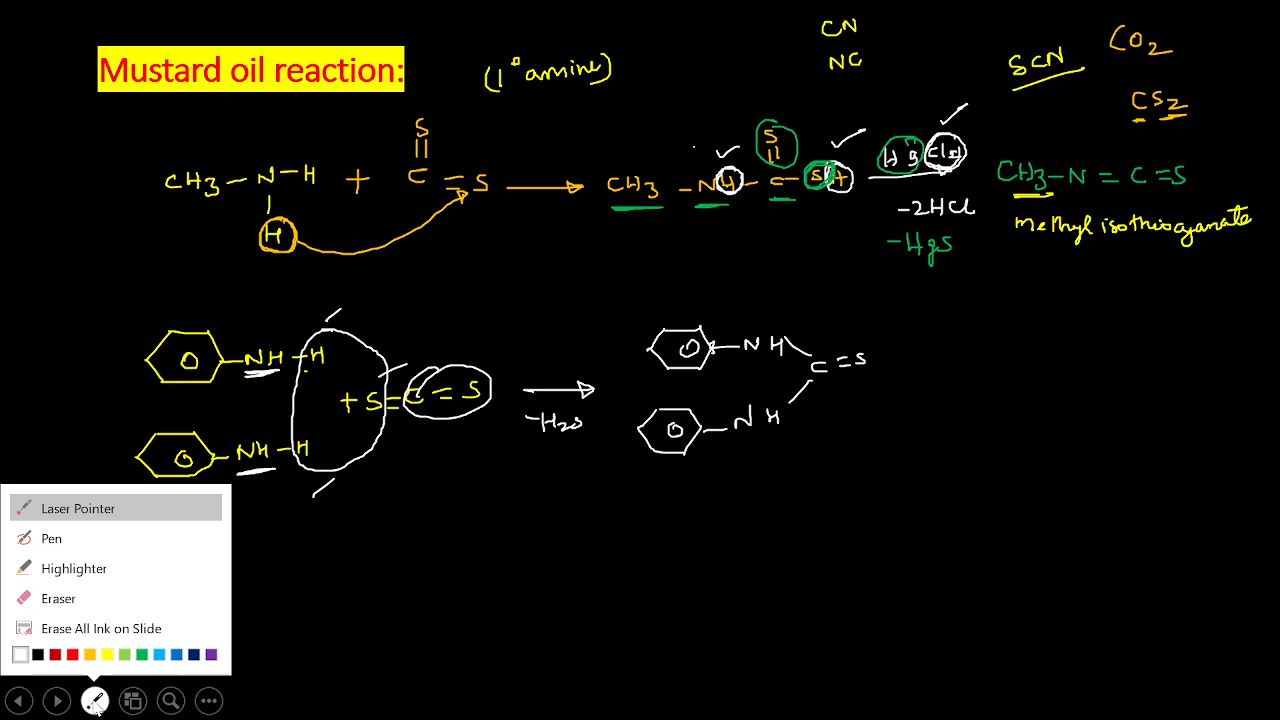 Mustard oil reaction:
(1° amine)
CN
NC
SCN
CO2
CS2
CH3 – N – H
H
+
S
C = S
CH3 – NH – C – SH
S
HgCl2
-2HCl
-HgS
CH3 – N = C = S
methyl isothiocyanate
NH – H
+ S = C = S
NH – H
-H2S
NH
C = S
NH
Laser Pointer
Pen
Highlighter
Eraser
Erase All Ink on Slide